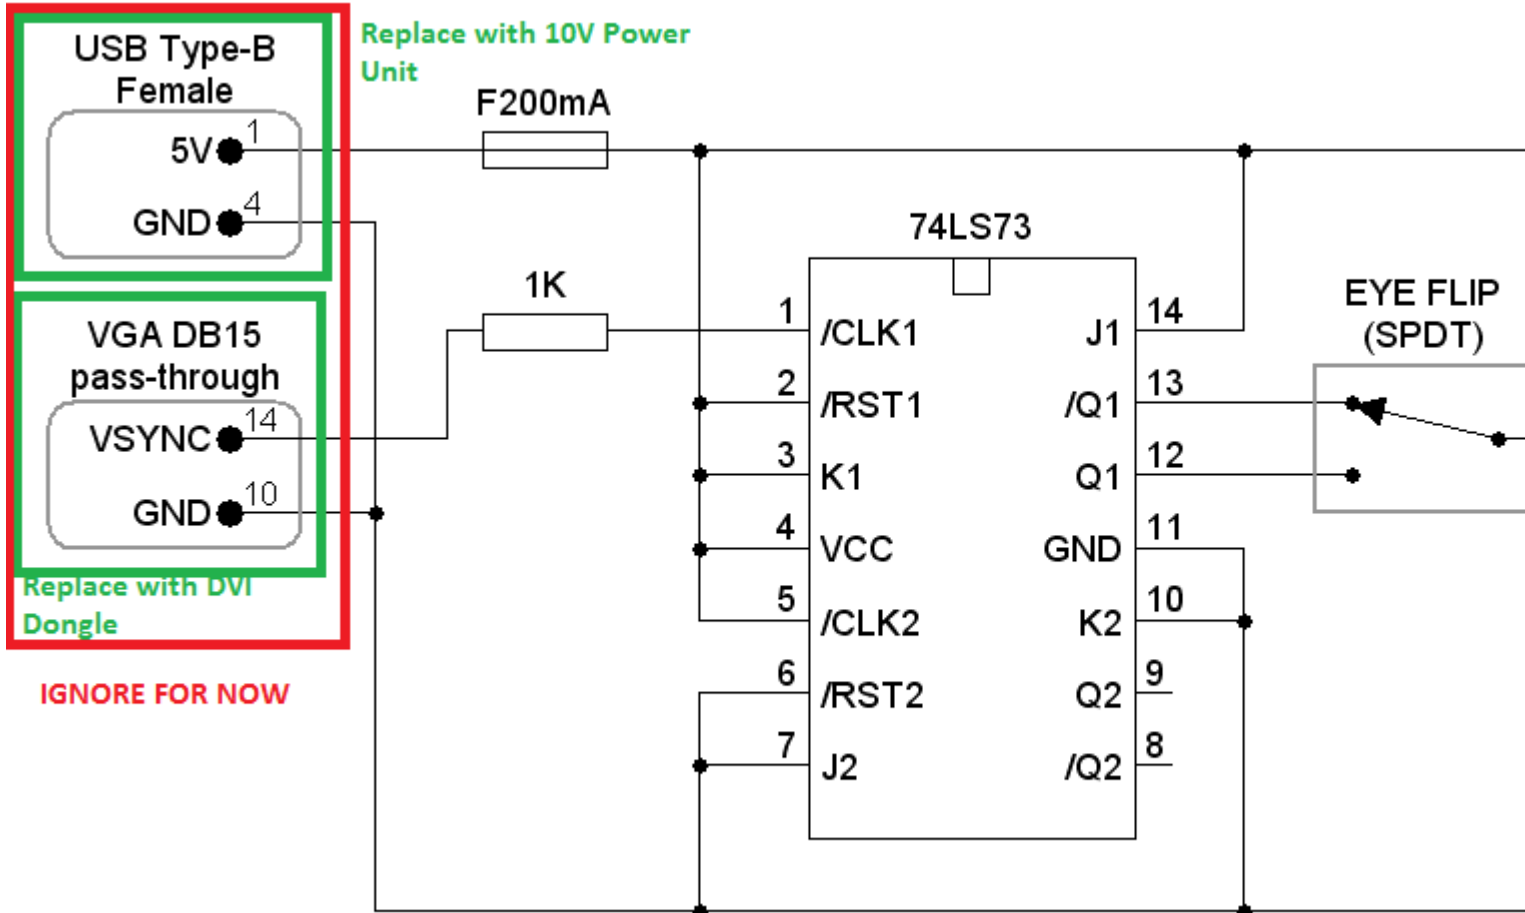 USB Type-B
Female
5V 1
GND 4
Replace with 10V Power
Unit
F200mA
VGA DB15
pass-through
VSYNC 14
GND 10
Replace with DVI
Dongle
IGNORE FOR NOW
1K
74LS73
1 /CLK1
2 /RST1
3 K1
4 VCC
5 /CLK2
6 /RST2
7 J2
J1 14
/Q1 13
Q1 12
GND 11
K2 10
Q2 9
/Q2 8
EYE FLIP
(SPDT)